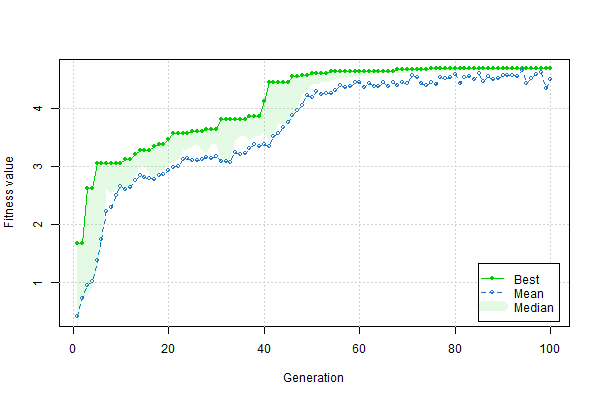 Fitness value
4
3
2
1
Best
Mean
Median
0 20 40 60 80 100
Generation